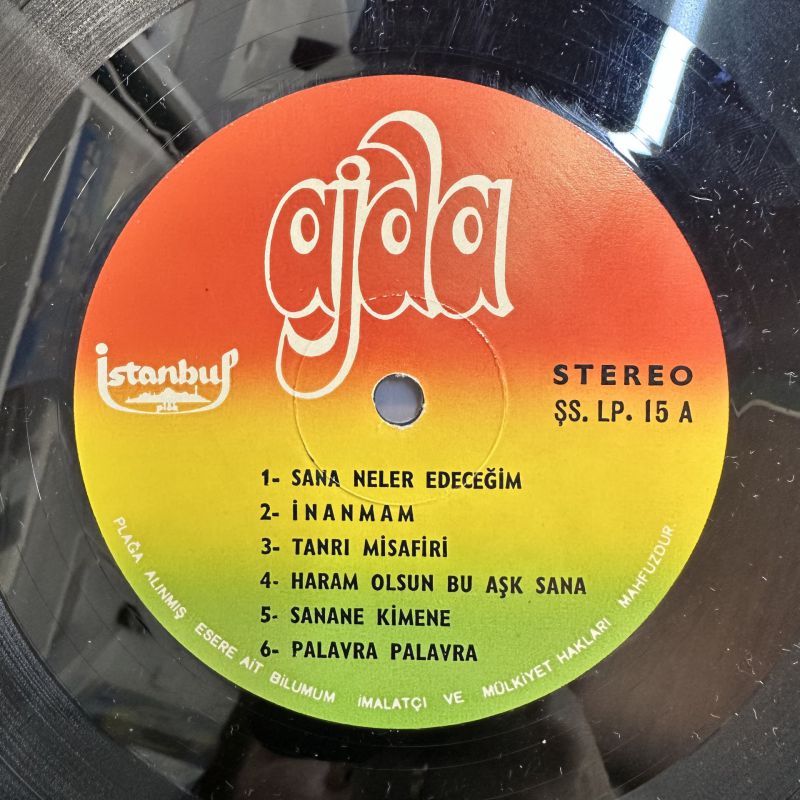 ajda
istanbul
plak
STEREO
ŞS. LP. 15 A
1- SANA NELER EDECEĞİM
2- İNANMAM
3- TANRI MİSAFİRİ
4- HARAM OLSUN BU AŞK SANA
5- SANANE KİMENE
6- PALAVRA PALAVRA
PLAĞA ALINMIŞ ESERE AİT BİLUMUM İMALATÇI VE MÜLKİYET HAKLARI MAHFUZDUR.